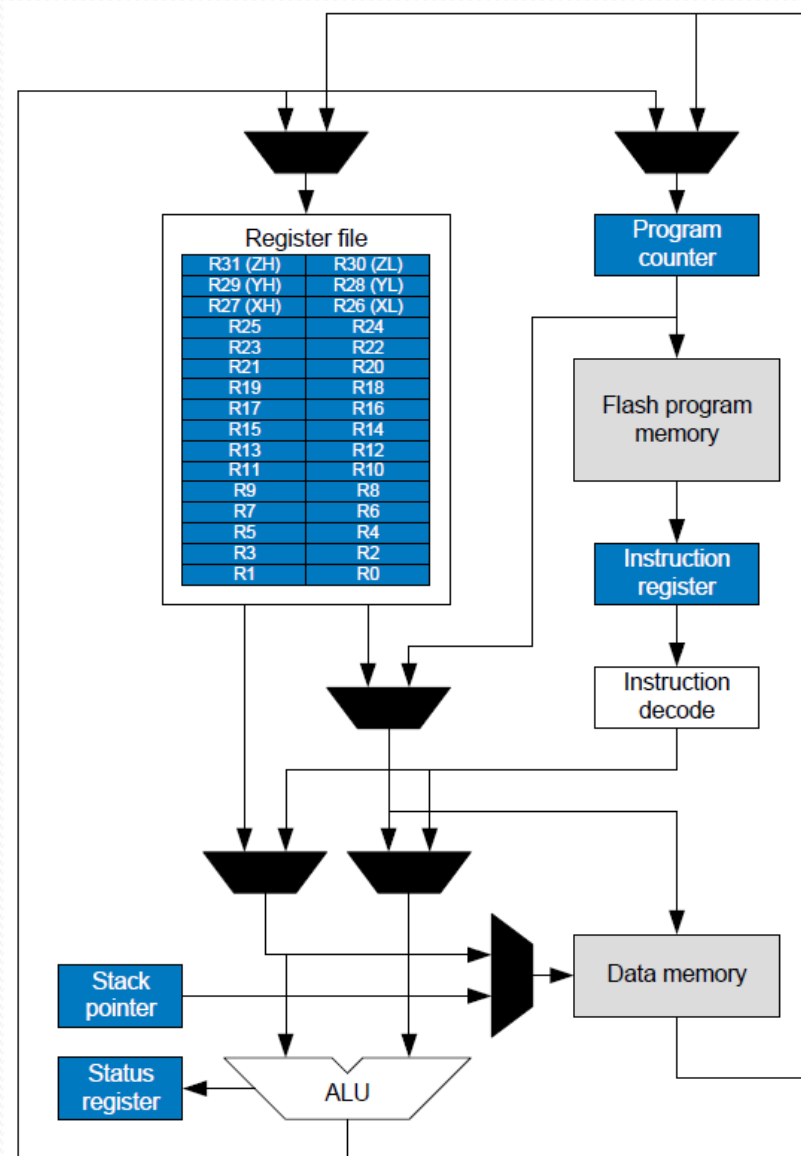 Register file
R31 (ZH) R30 (ZL)
R29 (YH) R28 (YL)
R27 (XH) R26 (XL)
R25 R24
R23 R22
R21 R20
R19 R18
R17 R16
R15 R14
R13 R12
R11 R10
R9 R8
R7 R6
R5 R4
R3 R2
R1 R0
Program
counter
Flash program
memory
Instruction
register
Instruction
decode
Stack
pointer
Data memory
Status
register
ALU